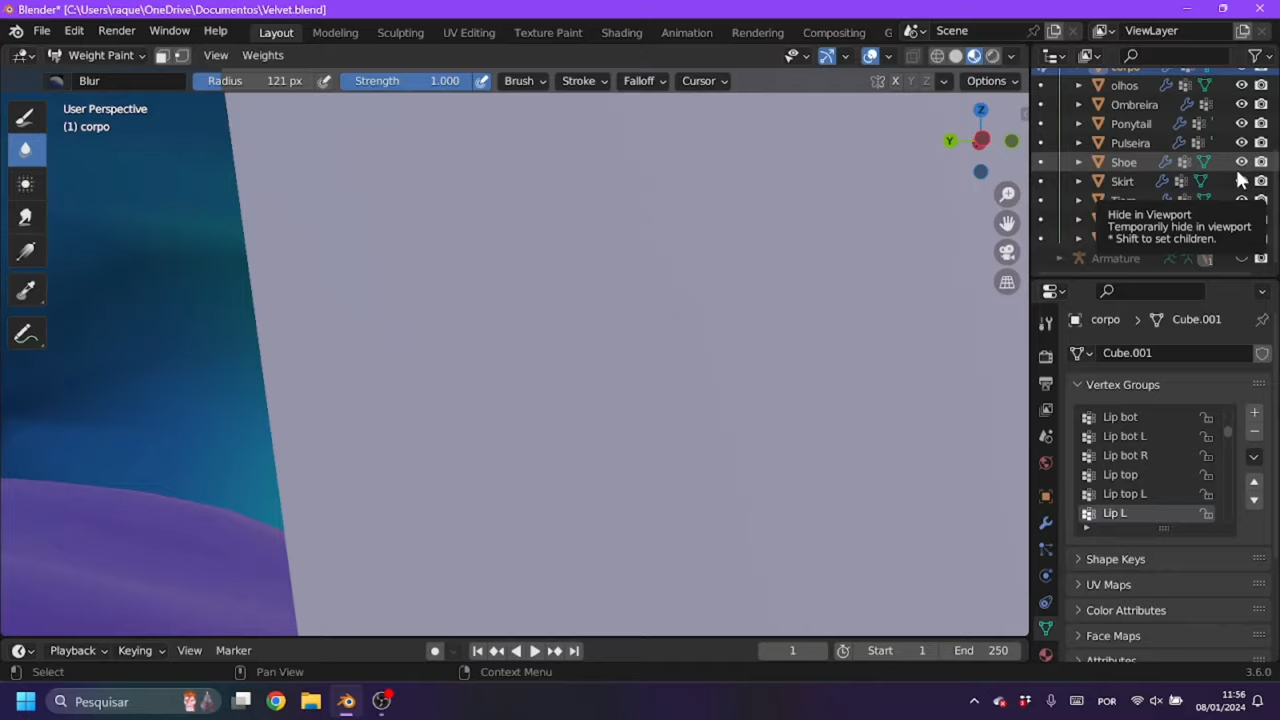 Blender* [C:\Users\raque\OneDrive\Documentos\Velvet.blend]
File Edit Render Window Help Layout Modeling Sculpting UV Editing Texture Paint Shading Animation Rendering Compositing G Scene ViewLayer
Weight Paint View Weights
Blur Radius 121 px Strength 1.000 Brush Stroke Falloff Cursor X Y Z Options
User Perspective
(1) corpo
Z
Y
corpo
olhos
Ombreira
Ponytail
Pulseira
Shoe
Skirt
Hide in Viewport
Temporarily hide in viewport
* Shift to set children.
Armature
1
corpo Cube.001
Cube.001
Vertex Groups
Lip bot
Lip bot L
Lip bot R
Lip top
Lip top L
Lip L
Shape Keys
UV Maps
Color Attributes
Face Maps
Attributes
Playback Keying View Marker 1 Start 1 End 250
Select Pan View Context Menu 3.6.0
Pesquisar POR 11:56
08/01/2024